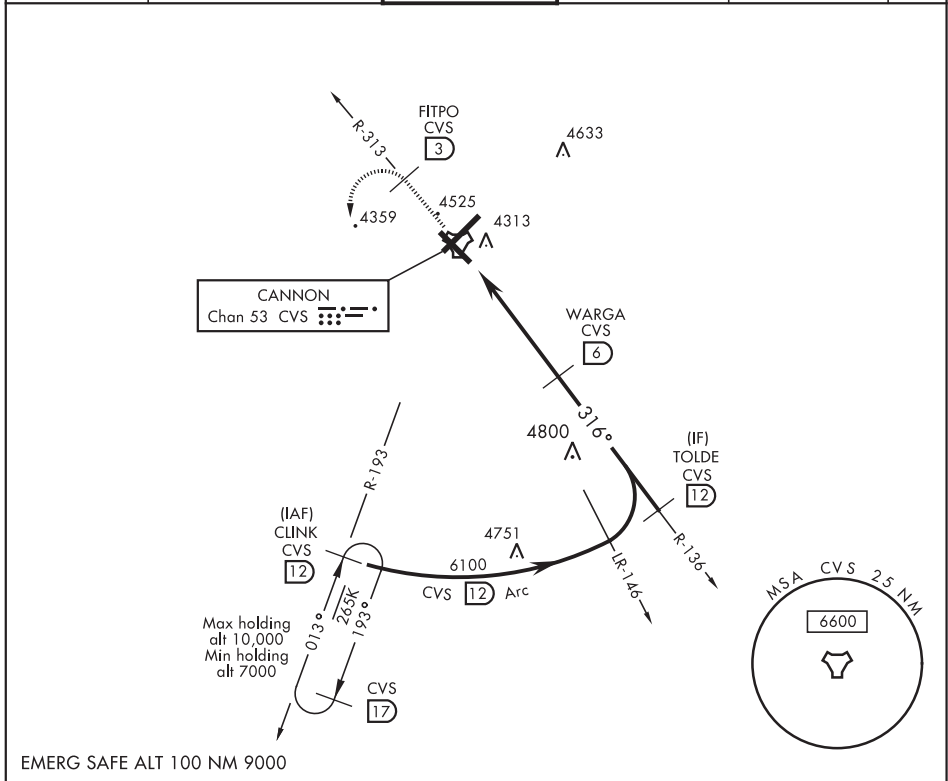 FITPO
CVS
3
R-313
4633
4525
4359
4313
CANNON
Chan 53 CVS
WARGA
CVS
6
316°
4800
(IF)
TOLDE
CVS
12
R-193
(IAF)
CLINK
CVS
12
4751
6100
CVS 12 Arc
LR-146
R-136
Max holding
alt 10,000
Min holding
alt 7000
013°
265K
193°
CVS
17
MSA CVS 25 NM
6600
EMERG SAFE ALT 100 NM 9000